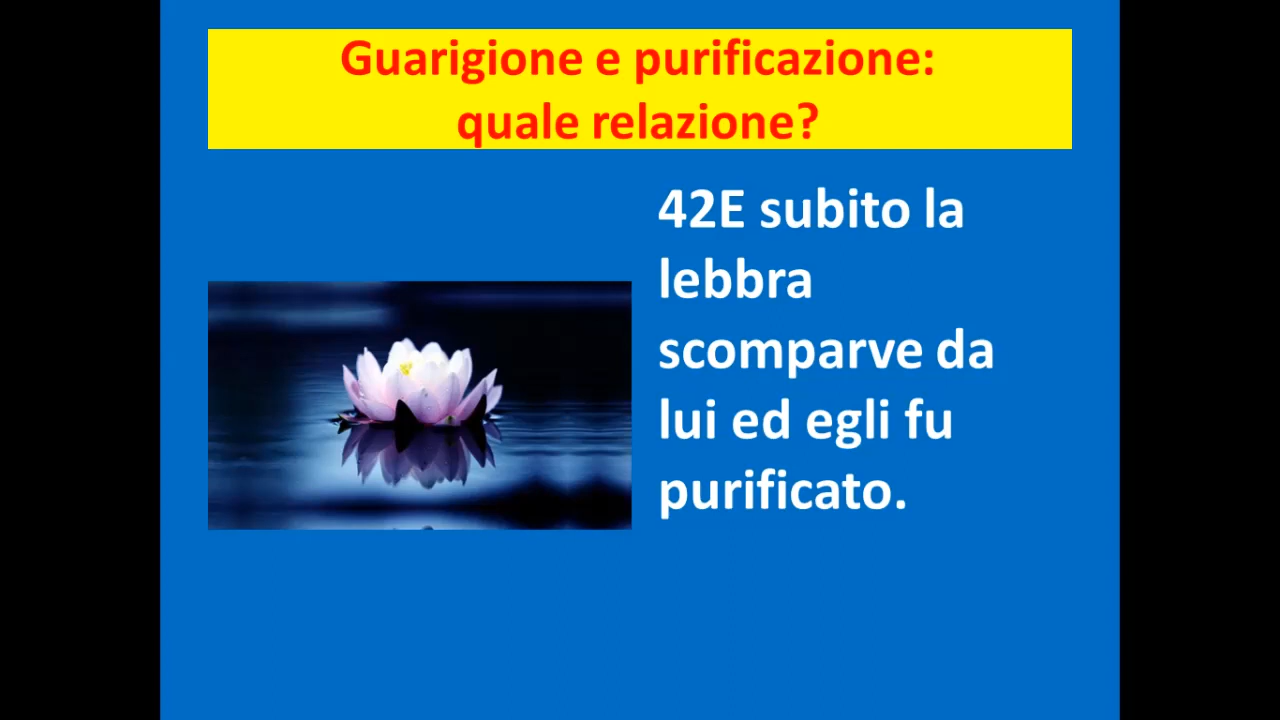 Guarigione e purificazione:
quale relazione?
42E subito la
lebbra
scomparve da
lui ed egli fu
purificato.